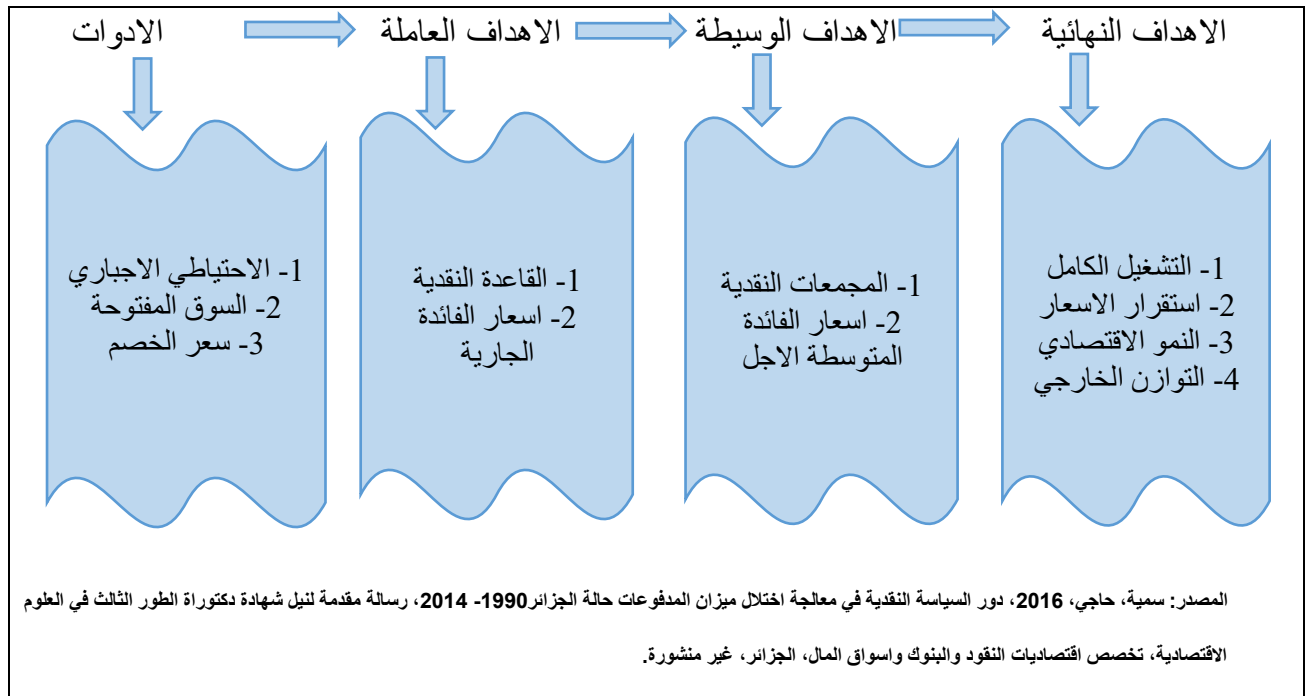 الادوات
الاهداف العاملة
الاهداف الوسيطة
الاهداف النهائية
1- الاحتياطي الاجباري
2- السوق المفتوحة
3- سعر الخصم
1- القاعدة النقدية
2- اسعار الفائدة
الجارية
1- المجمعات النقدية
2- اسعار الفائدة
المتوسطة الاجل
1- التشغيل الكامل
2- استقرار الاسعار
3- النمو الاقتصادي
4- التوازن الخارجي
المصدر: سمية، حاجي، 2016، دور السياسة النقدية في معالجة اختلال ميزان المدفوعات حالة الجزائر1990- 2014، رسالة مقدمة لنيل شهادة دكتوراة الطور الثالث في العلوم
الاقتصادية، تخصص اقتصاديات النقود والبنوك واسواق المال، الجزائر، غير منشورة.